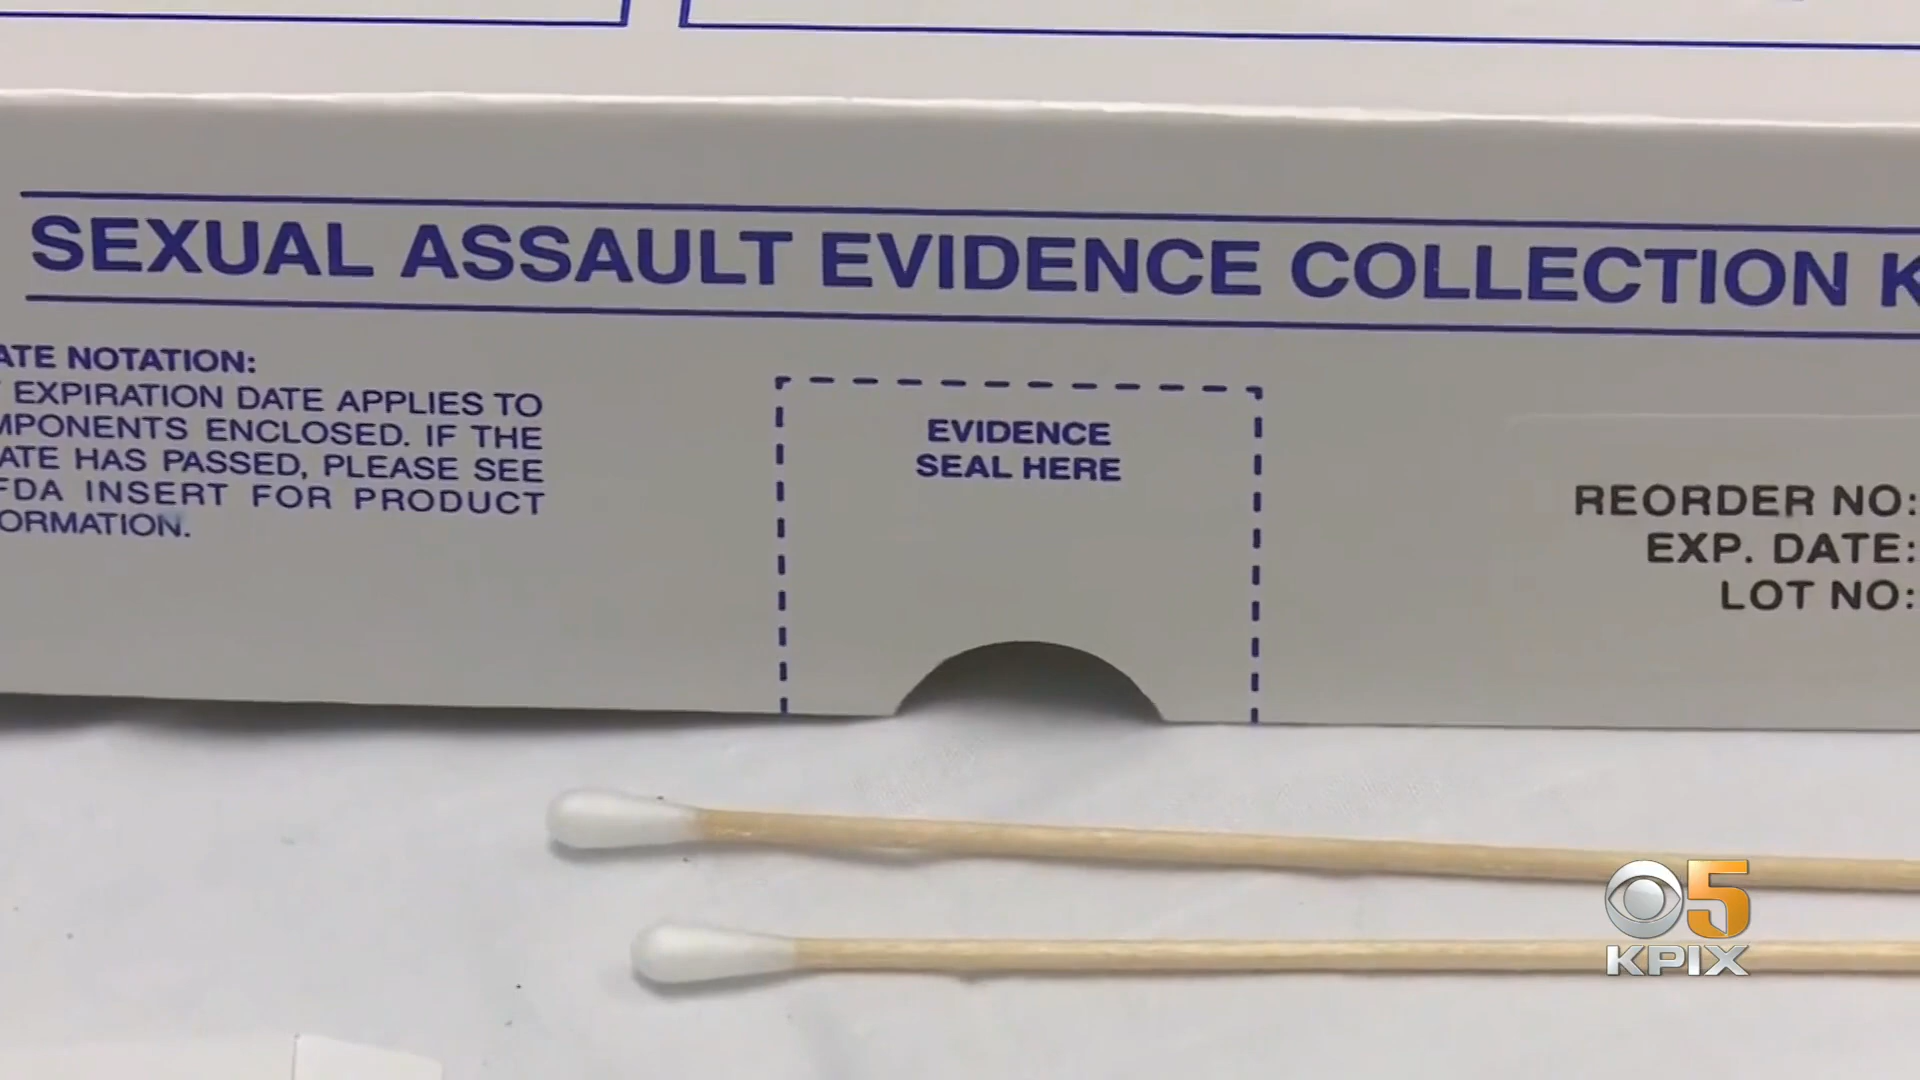 SEXUAL ASSAULT EVIDENCE COLLECTION K
ATE NOTATION:
EXPIRATION DATE APPLIES TO
MPONENTS ENCLOSED. IF THE
ATE HAS PASSED, PLEASE SEE
FDA INSERT FOR PRODUCT
ORMATION.
EVIDENCE
SEAL HERE
REORDER NO:
EXP. DATE:
LOT NO:
5
KPIX